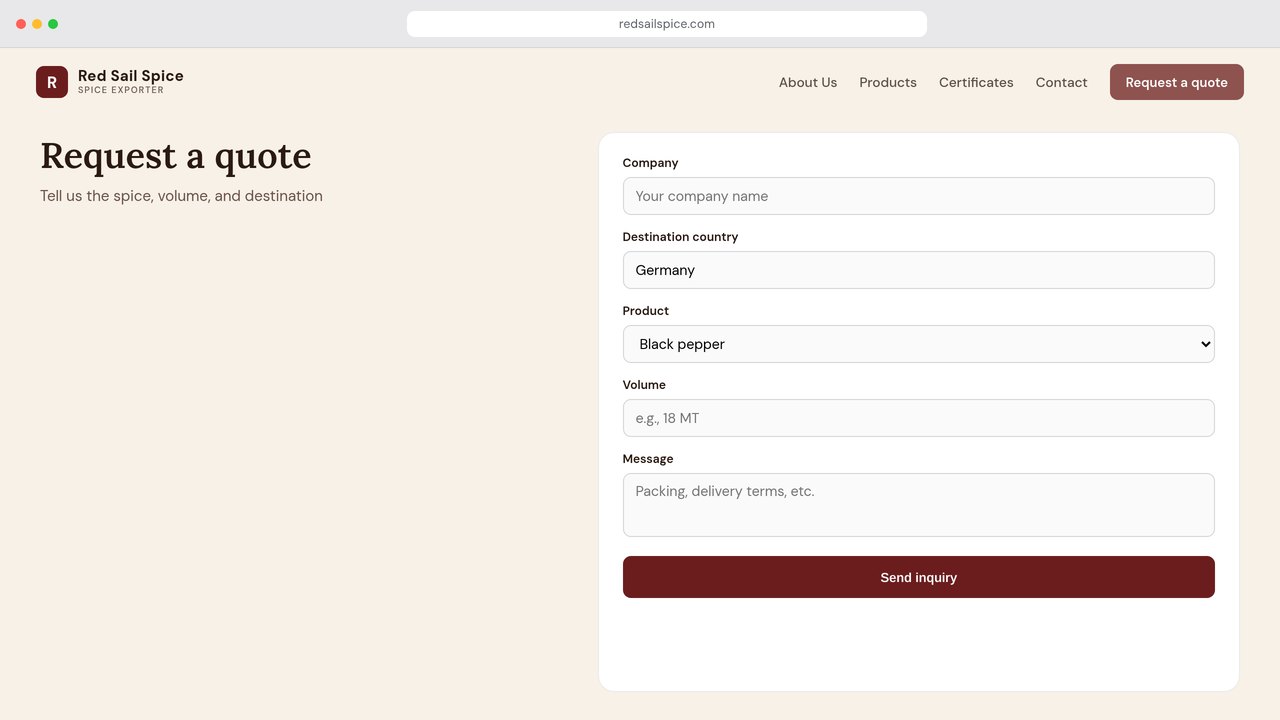 redsailspice.com
R
Red Sail Spice
SPICE EXPORTER
About Us
Products
Certificates
Contact
Request a quote
Request a quote
Tell us the spice, volume, and destination
Company
Your company name
Destination country
Germany
Product
Black pepper
Volume
e.g., 18 MT
Message
Packing, delivery terms, etc.
Send inquiry